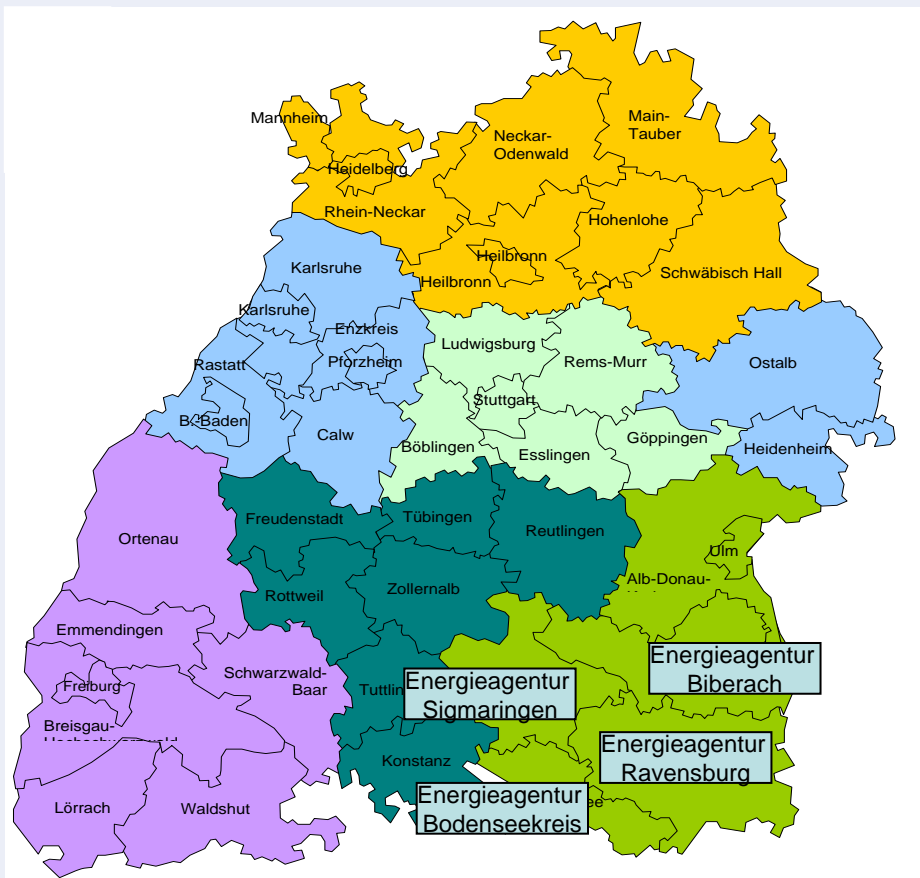 Mannheim
Main-
Tauber
Neckar-
Odenwald
Heidelberg
Rhein-Neckar
Hohenlohe
Heilbronn
Heilbronn
Schwäbisch Hall
Karlsruhe
Karlsruhe
Enzkreis
Pforzheim
Rastatt
Ludwigsburg
Rems-Murr
Ostalb
Stuttgart
B.-Baden
Calw
Böblingen
Esslingen
Göppingen
Heidenheim
Freudenstadt
Tübingen
Reutlingen
Ortenau
Ulm
Alb-Donau-
Rottweil
Zollernalb
Emmendingen
Schwarzwald-
Baar
Freiburg
Tuttlin
Energieagentur
Sigmaringen
Energieagentur
Biberach
Breisgau-
Konstanz
Energieagentur
Ravensburg
Lörrach
Waldshut
Energieagentur
Bodenseekreis
ee